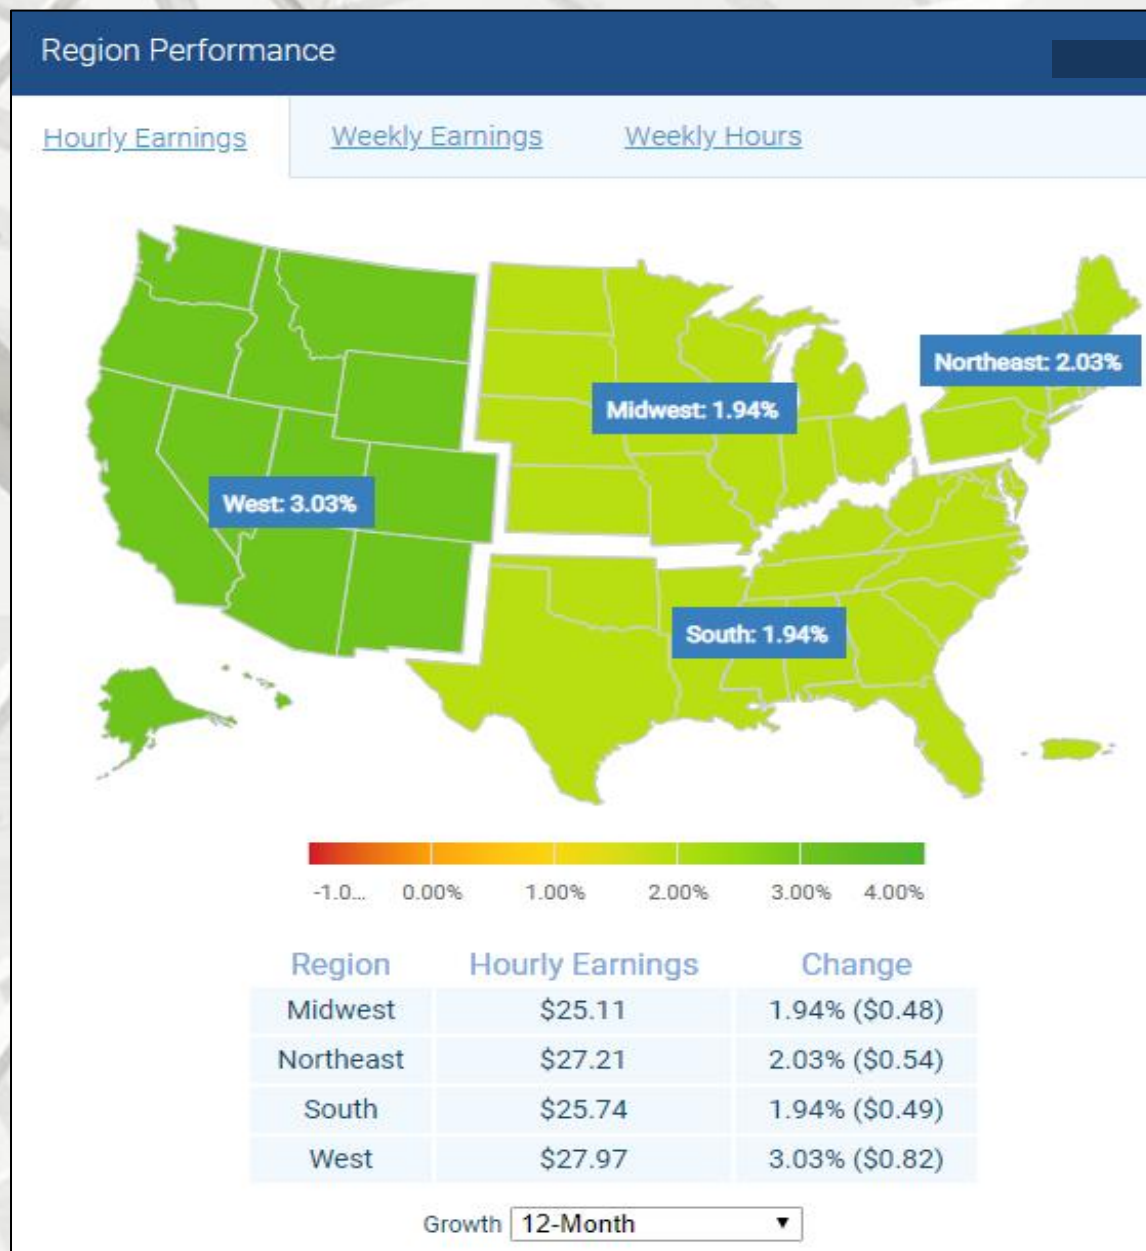 Region Performance
Hourly Earnings Weekly Earnings Weekly Hours
Northeast: 2.03%
Midwest: 1.94%
West: 3.03%
South: 1.94%
-1.0... 0.00% 1.00% 2.00% 3.00% 4.00%
Region Hourly Earnings Change
Midwest $25.11 1.94% ($0.48)
Northeast $27.21 2.03% ($0.54)
South $25.74 1.94% ($0.49)
West $27.97 3.03% ($0.82)
Growth 12-Month